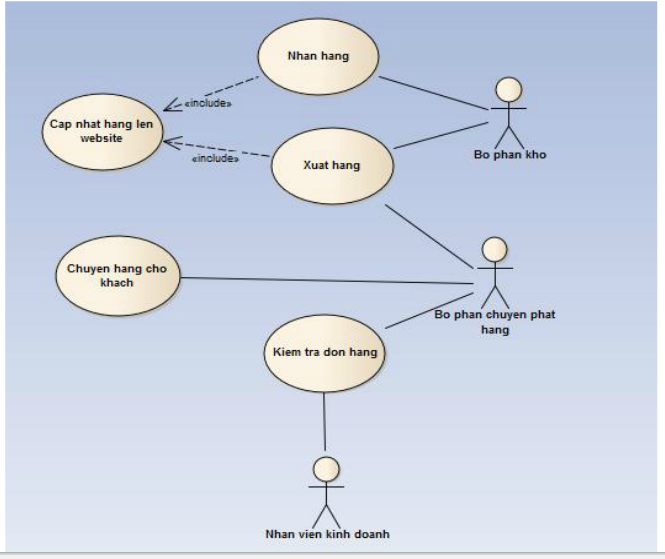 Nhan hang
«include»
Cap nhat hang len
website
«include»
Xuat hang
Bo phan kho
Chuyen hang cho
khach
Bo phan chuyen phat
hang
Kiem tra don hang
Nhan vien kinh doanh